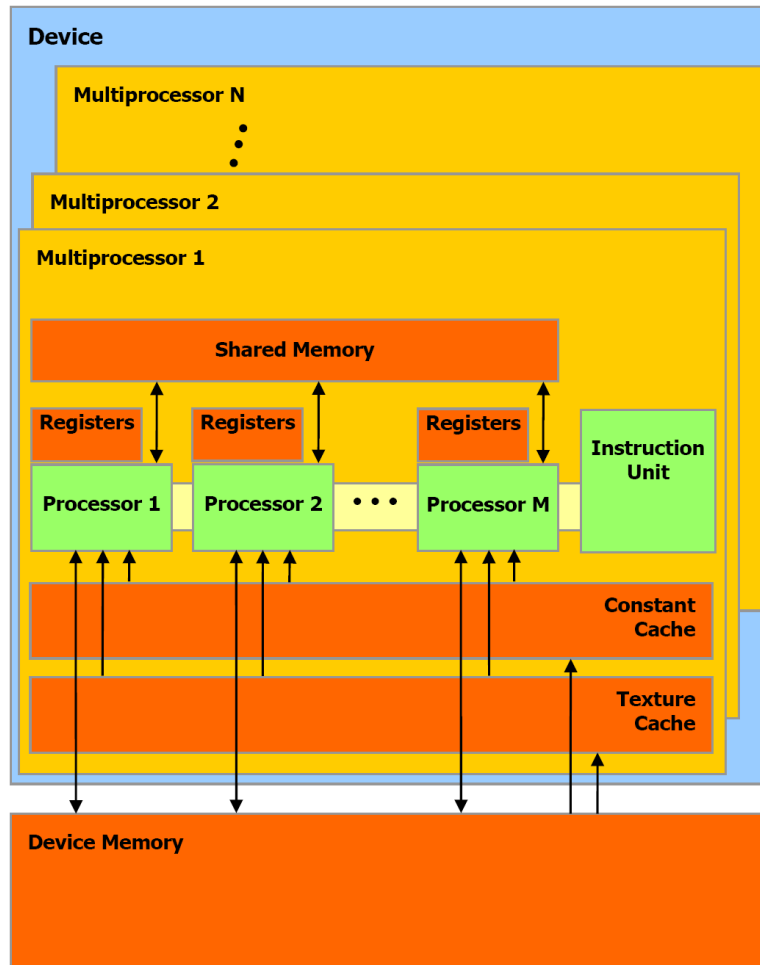 Device
Multiprocessor N
Multiprocessor 2
Multiprocessor 1
Shared Memory
Registers
Registers
Registers
Instruction
Unit
Processor 1
Processor 2
• • •
Processor M
Constant
Cache
Texture
Cache
Device Memory